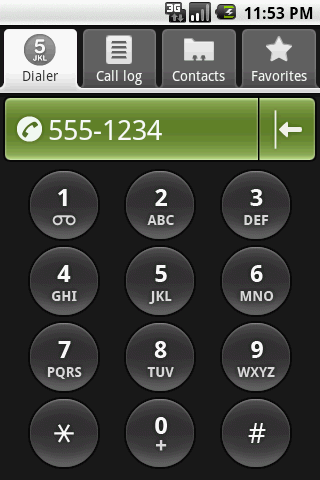 3G 11:53 PM
5
JKL
Dialer Call log Contacts Favorites
555-1234
1 2 3
ABC DEF
4 5 6
GHI JKL MNO
7 8 9
PQRS TUV WXYZ
* 0 #
+